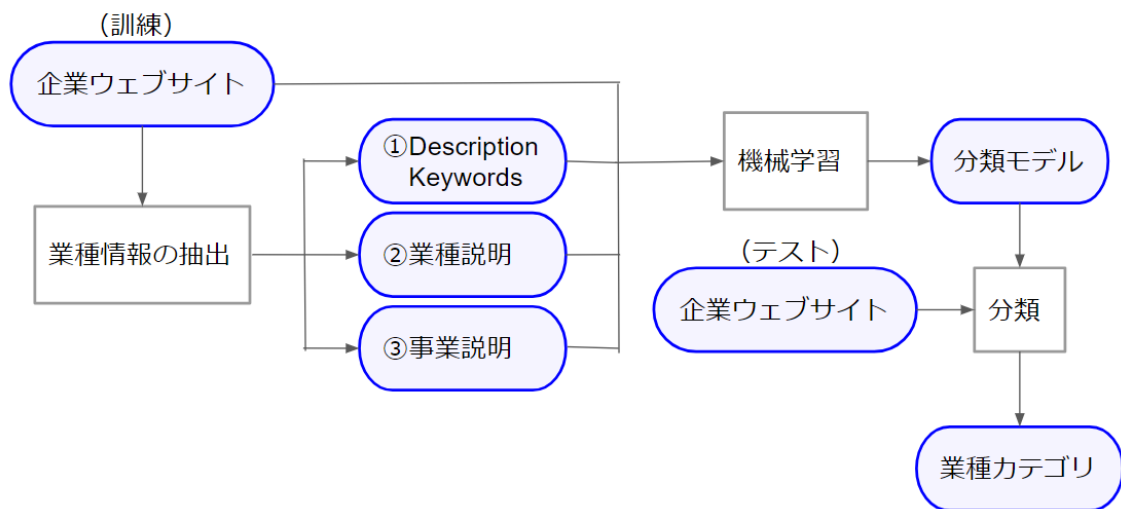 （訓練）
企業ウェブサイト
①Description
Keywords
機械学習
分類モデル
業種情報の抽出
②業種説明
（テスト）
企業ウェブサイト
分類
③事業説明
業種カテゴリ